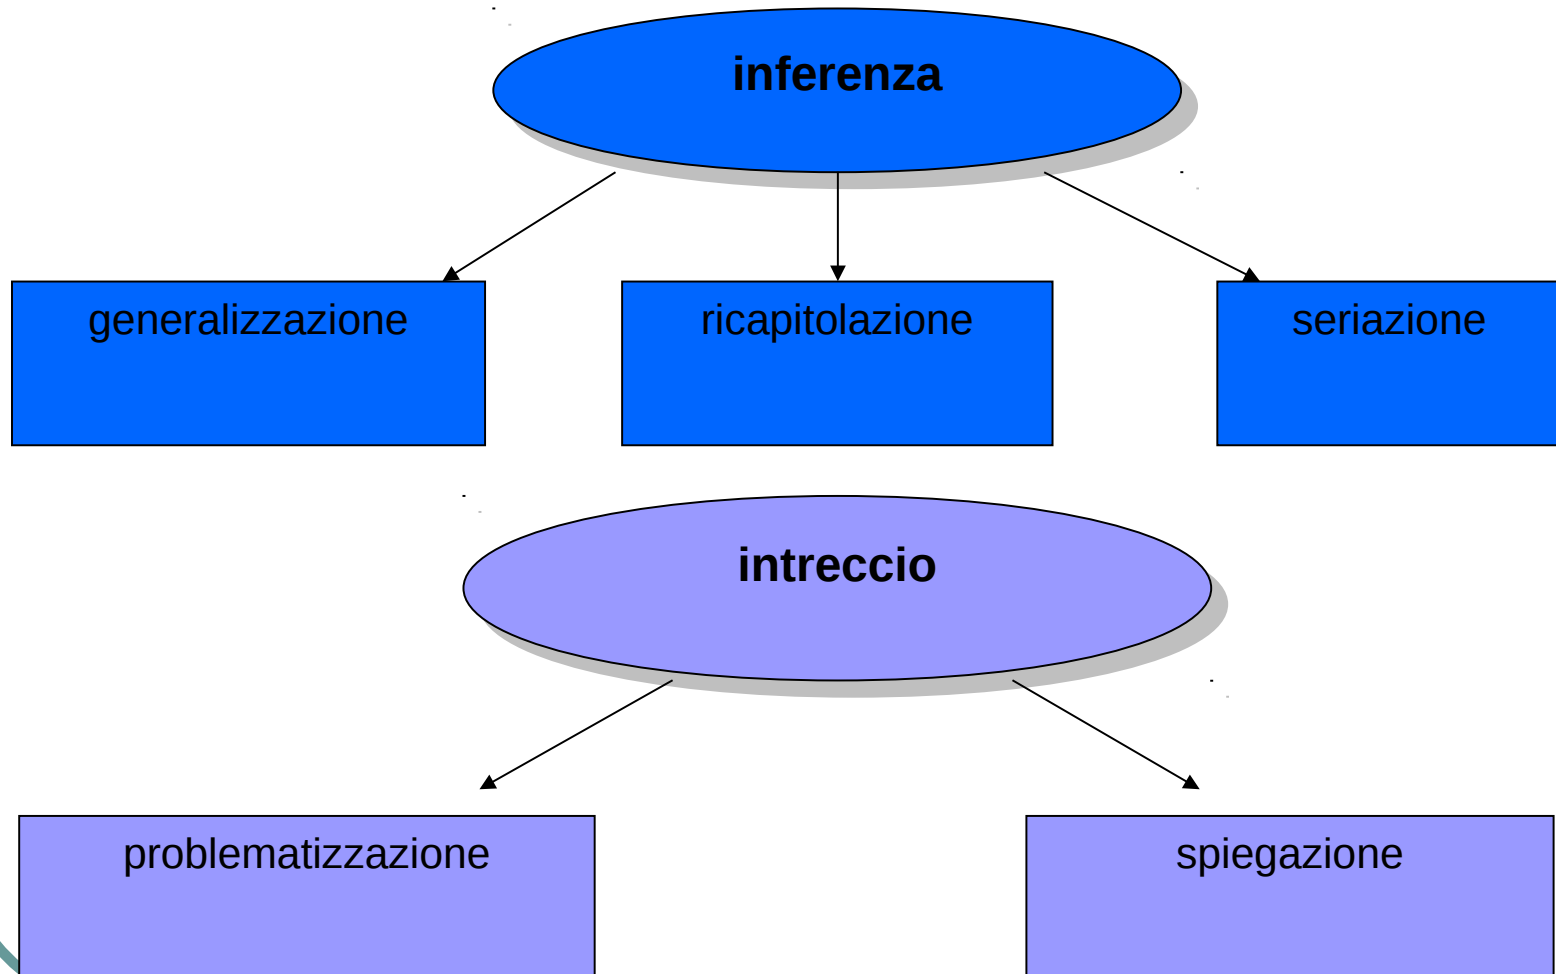 inferenza
generalizzazione
ricapitolazione
seriazione
intreccio
problematizzazione
spiegazione